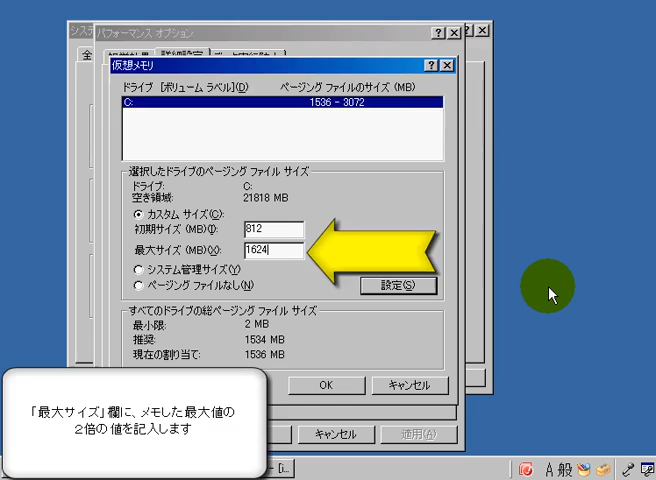 パフォーマンス オプション
仮想メモリ
ドライブ [ボリューム ラベル](D)
ページング ファイルのサイズ (MB)
C:
1536 - 3072
選択したドライブのページング ファイル サイズ
ドライブ: C:
空き領域: 21818 MB
カスタム サイズ(C):
初期サイズ (MB)(I): 812
最大サイズ (MB)(X): 1624
システム管理サイズ(Y)
ページング ファイルなし(N)
設定(S)
すべてのドライブの総ページング ファイル サイズ
最小限: 2 MB
推奨: 1534 MB
現在の割り当て: 1536 MB
OK
キャンセル
「最大サイズ」欄に、メモした最大値の
2倍の値を記入します
キャンセル
適用(A)
A 般